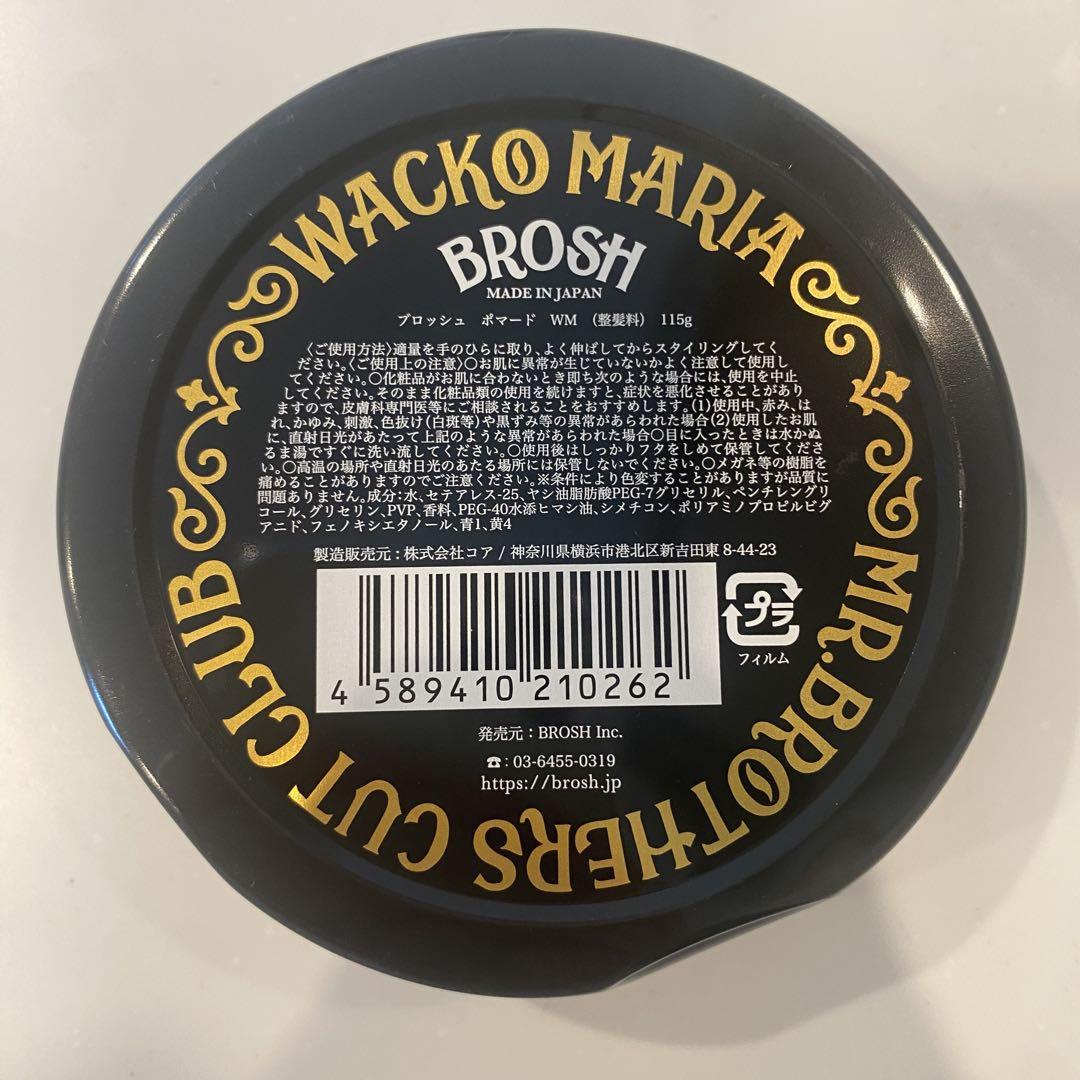 WACKO MARIA
BROSH
MADE IN JAPAN
ブロッシュ ポマード WM (整髪料) 115g
〈ご使用方法〉適量を手のひらに取り、よく伸ばしてからスタイリングしてく
ださい。〈ご使用上の注意〉〇お肌に異常が生じていないかよく注意して使用し
てください。〇化粧品がお肌に合わないとき即ち次のような場合には、使用を中止
してください。そのまま化粧品類の使用を続けますと、症状を悪化させることがあり
ますので、皮膚科専門医等にご相談されることをおすすめします。(1)使用中、赤み、は
れ、かゆみ、刺激、色抜け(白斑等)や黒ずみ等の異常があらわれた場合(2)使用したお肌
に、直射日光があたって上記のような異常があらわれた場合〇目に入ったときは水かぬ
るま湯ですぐに洗い流してください。〇使用後はしっかりフタをしめて保管してくださ
い。〇高温の場所や直射日光のあたる場所には保管しないでください。〇メガネ等の樹脂を
痛めることがありますのでご注意ください。※条件により色変することがありますが品質に
問題ありません。成分:水、セテアレス-25、ヤシ油脂肪酸PEG-7グリセリル、ペンチレングリ
コール、グリセリン、PVP、香料、PEG-40水添ヒマシ油、シメチコン、ポリアミノプロピルビグ
アニド、フェノキシエタノール、青1、黄4
製造販売元:株式会社コア / 神奈川県横浜市港北区新吉田東 8-44-23
プラ
フィルム
4 589410 210262
発売元:BROSH Inc.
☎:03-6455-0319
https://brosh.jp
MR.BROTHERS CUT CLUB